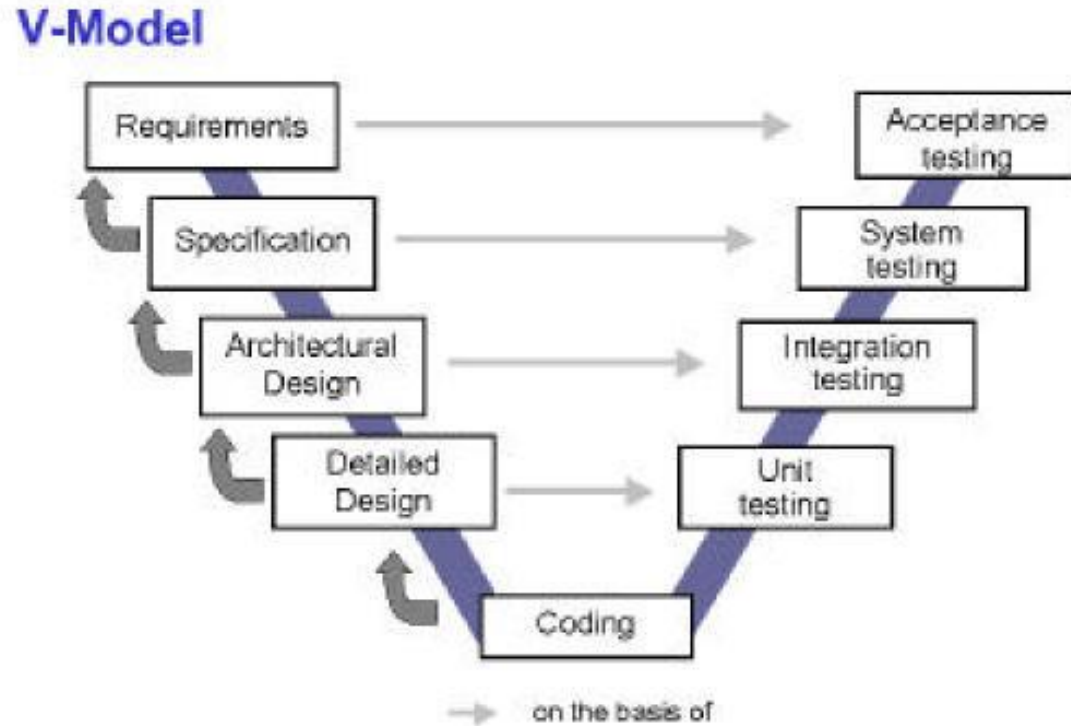 V-Model
Requirements
Acceptance
testing
Specification
System
testing
Architectural
Design
Integration
testing
Detailed
Design
Unit
testing
Coding
on the basis of